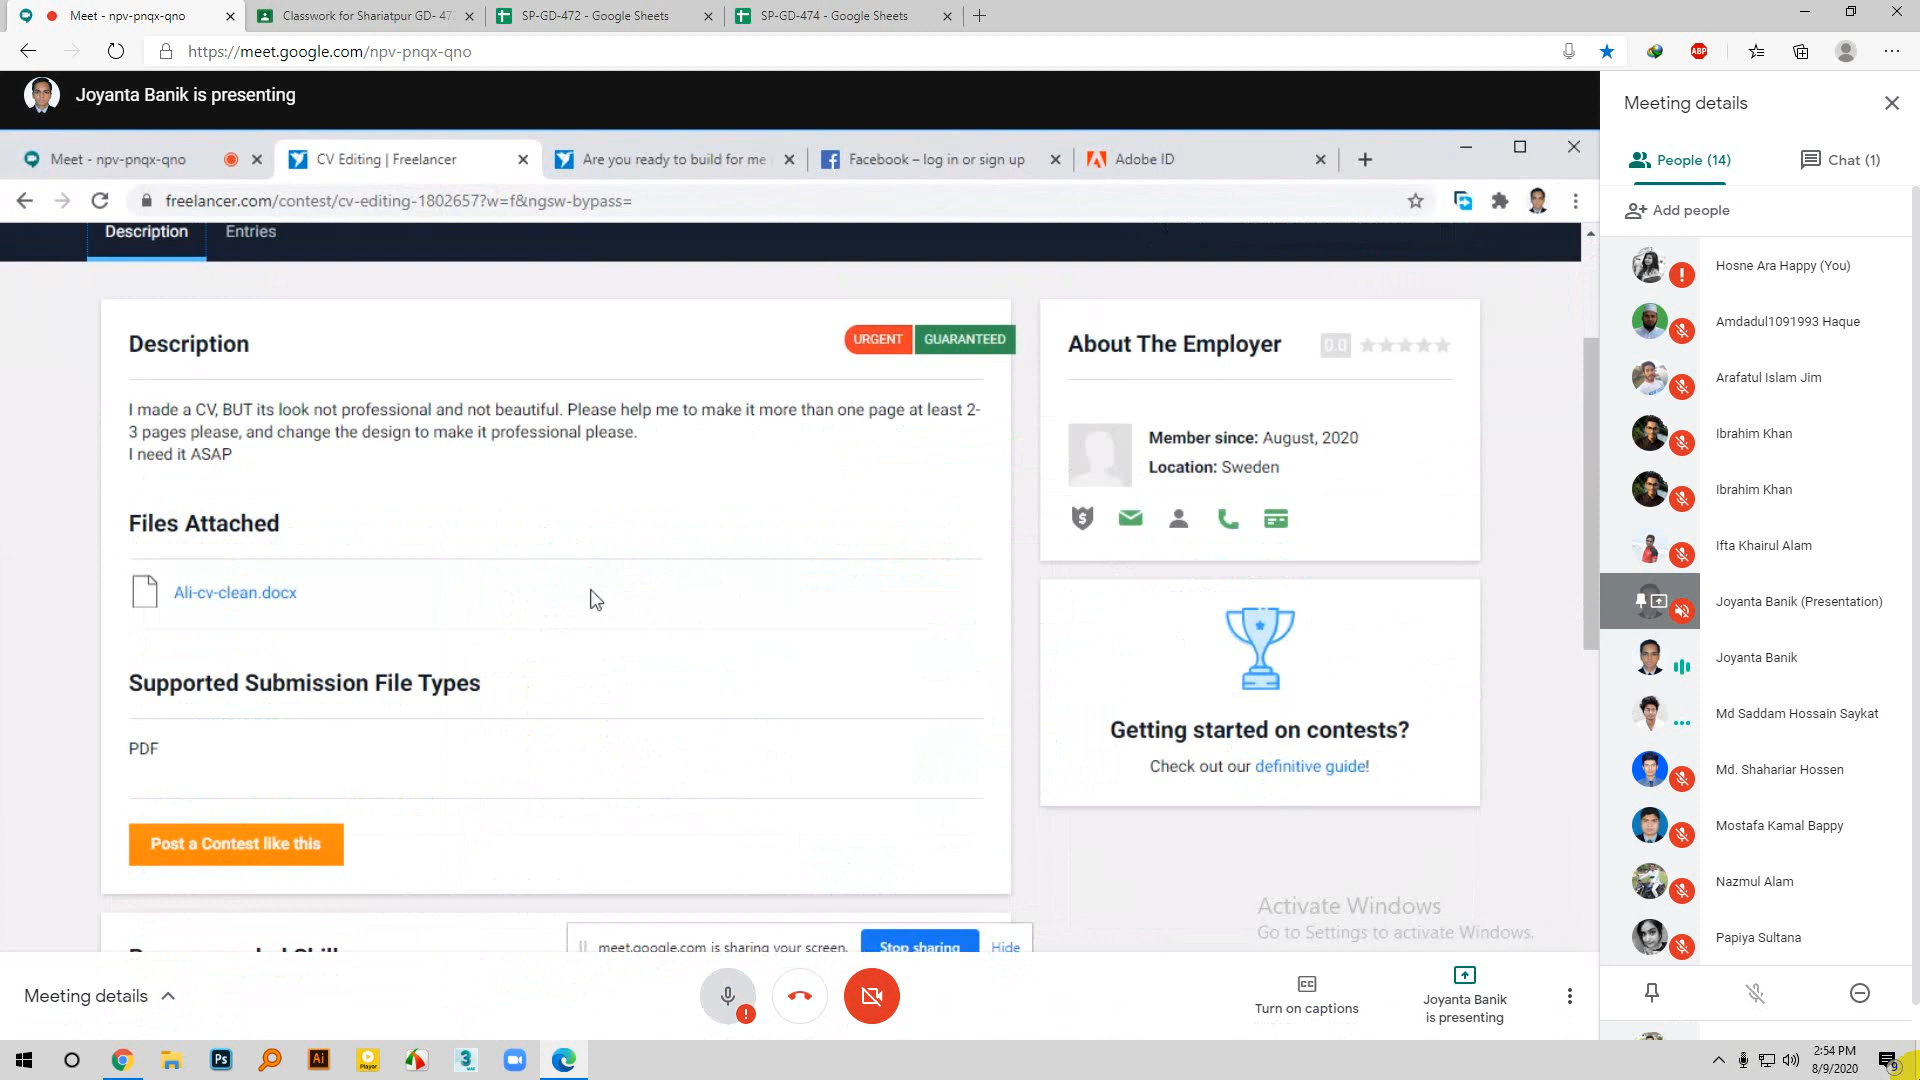 Meet - npv-pnqx-qno
Classwork for Shariatpur GD- 47
SP-GD-472 - Google Sheets
SP-GD-474 - Google Sheets
https://meet.google.com/npv-pnqx-qno
ABP
Joyanta Banik is presenting
Meet - npv-pnqx-qno
CV Editing | Freelancer
Are you ready to build for me
Facebook – log in or sign up
Adobe ID
freelancer.com/contest/cv-editing-1802657?w=f&ngsw-bypass=
Description
Entries
Description
URGENT
GUARANTEED
I made a CV, BUT its look not professional and not beautiful. Please help me to make it more than one page at least 2-
3 pages please, and change the design to make it professional please.
I need it ASAP
Files Attached
Ali-cv-clean.docx
Supported Submission File Types
PDF
Post a Contest like this
About The Employer
0.0
Member since: August, 2020
Location: Sweden
Getting started on contests?
Check out our definitive guide!
Activate Windows
Go to Settings to activate Windows.
meet.google.com is sharing your screen.
Stop sharing
Hide
Meeting details
Turn on captions
Joyanta Banik
is presenting
Meeting details
People (14)
Chat (1)
Add people
Hosne Ara Happy (You)
Amdadul1091993 Haque
Arafatul Islam Jim
Ibrahim Khan
Ibrahim Khan
Ifta Khairul Alam
Joyanta Banik (Presentation)
Joyanta Banik
Md Saddam Hossain Saykat
Md. Shahariar Hossen
Mostafa Kamal Bappy
Nazmul Alam
Papiya Sultana
Ps
Ai
Player
3
2:54 PM
8/9/2020
9